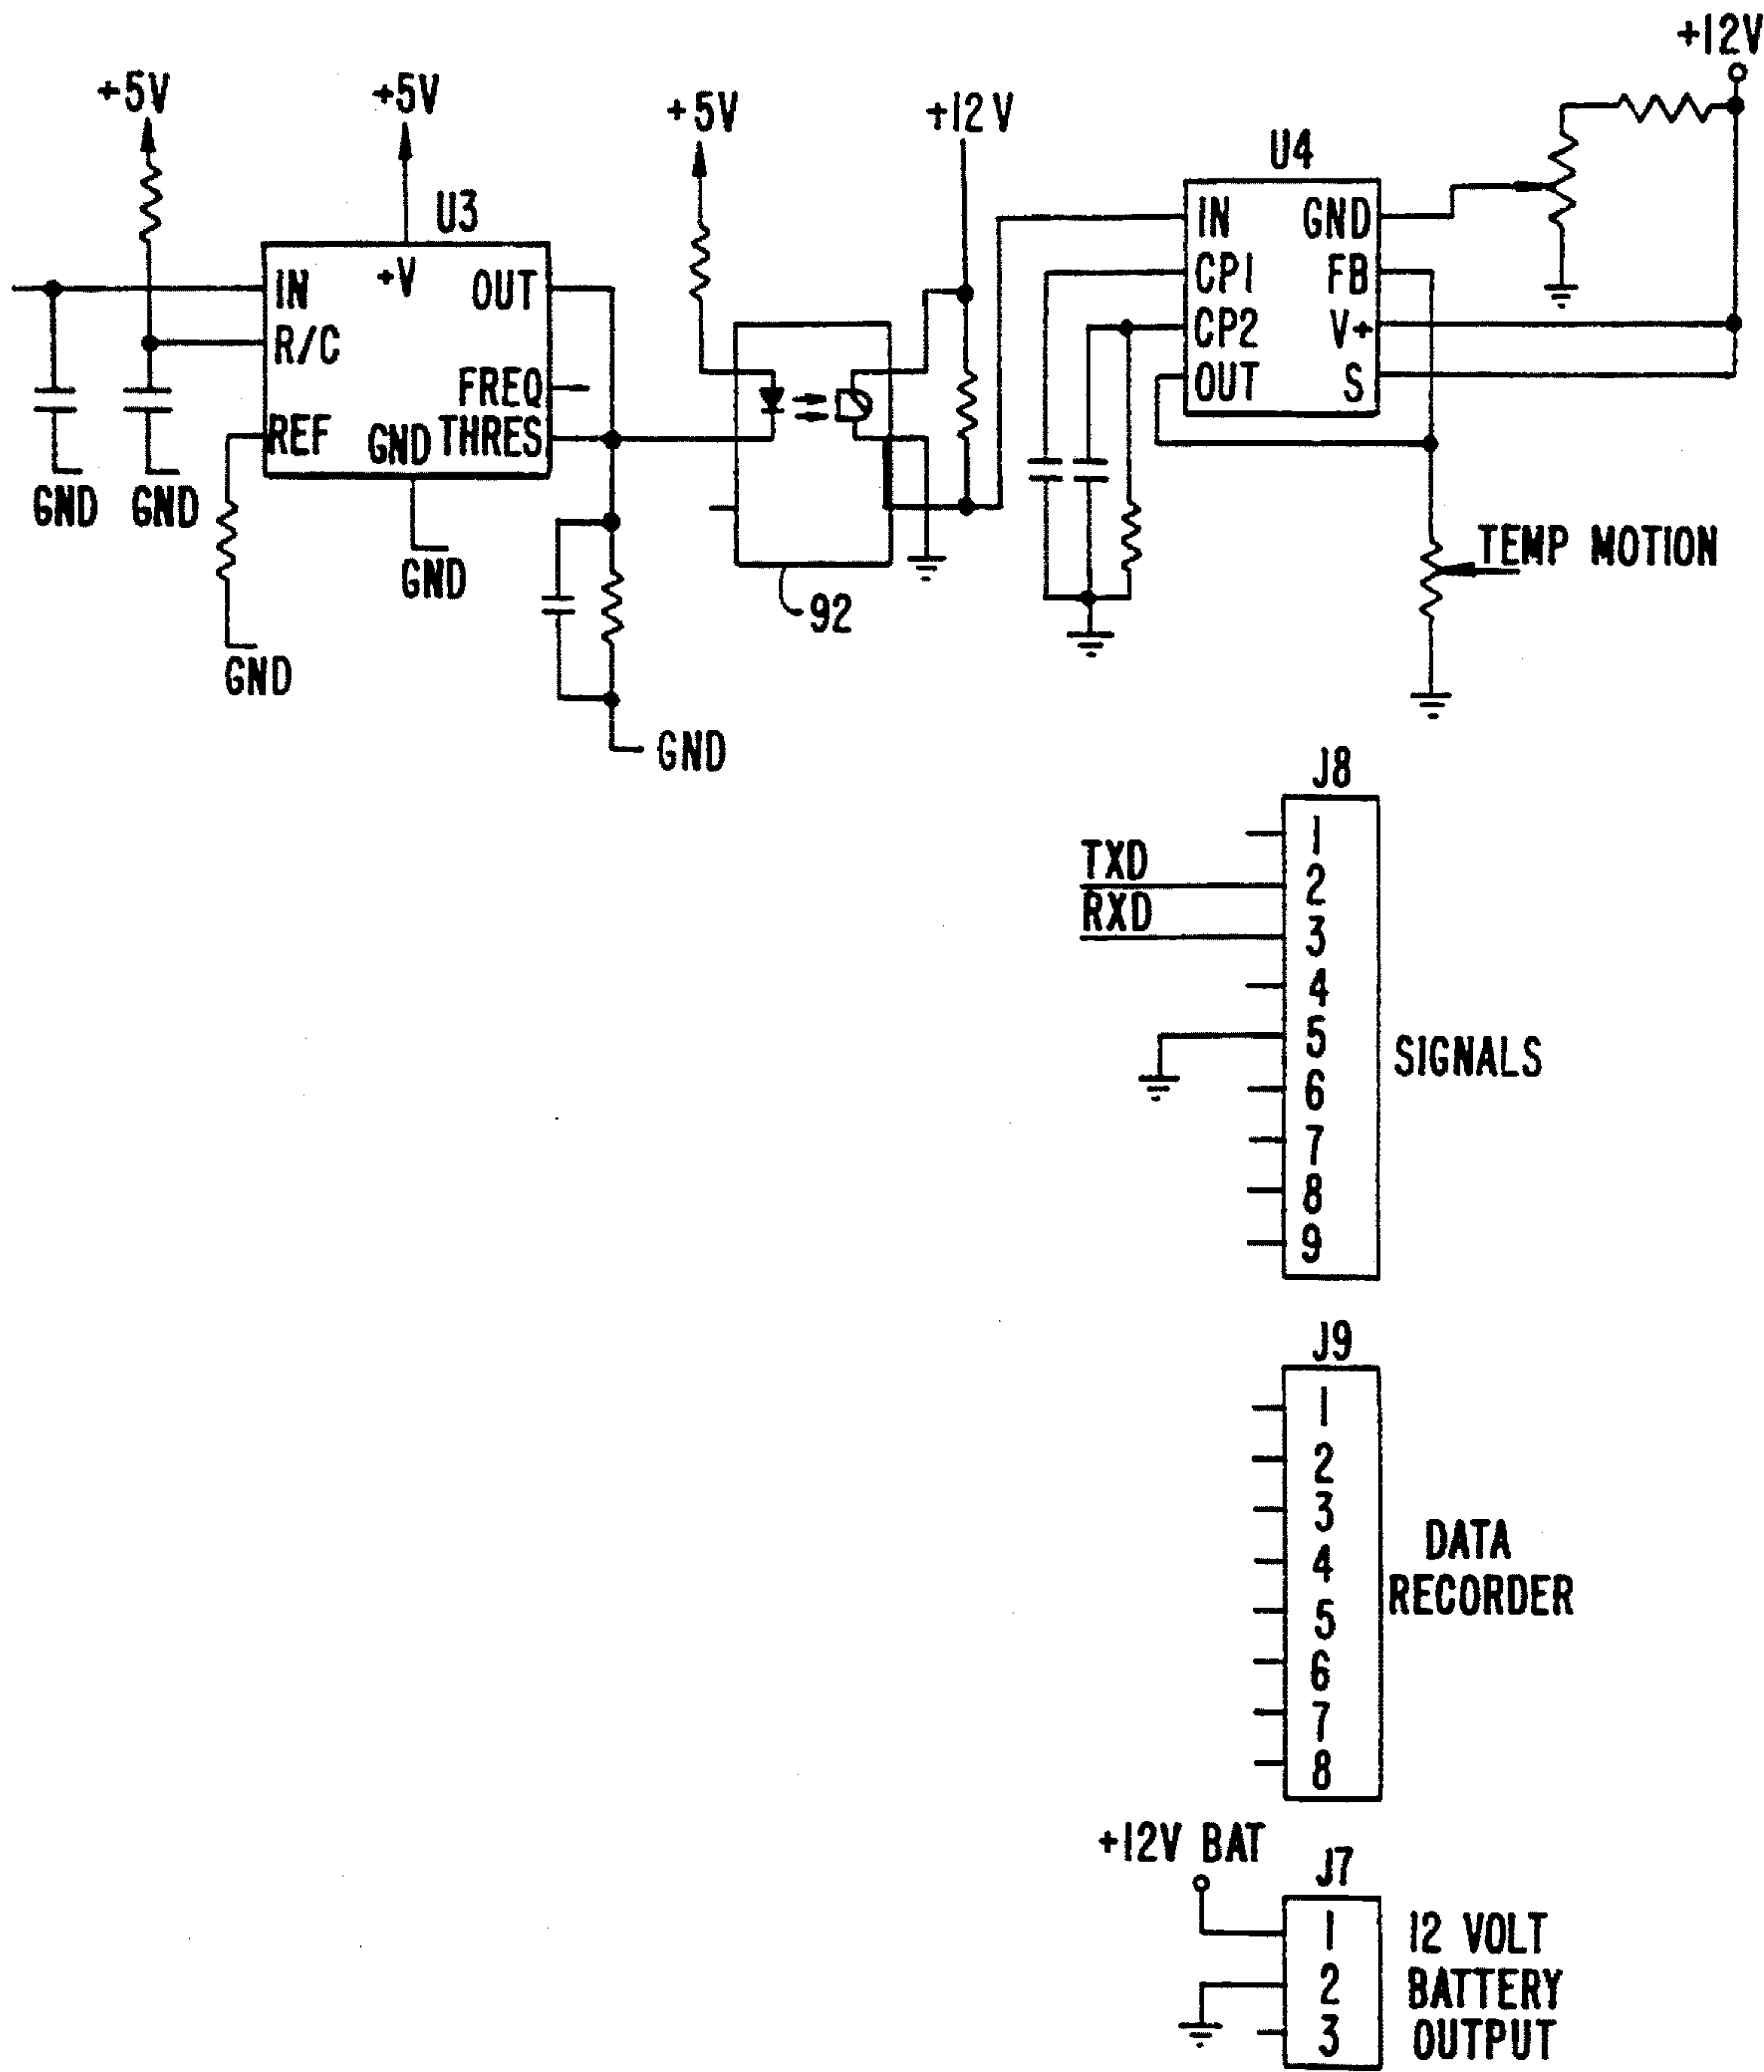 +12V
+5V
+5V
+5V
+12V
U3
U4
IN
+V
OUT
R/C
FREQ
REF
GND
THRES
IN
GND
CP1
FB
CP2
V+
OUT
S
GND
GND
GND
GND
GND
92
TEMP MOTION
J8
1
TXD
2
RXD
3
4
5
SIGNALS
6
7
8
9
J9
1
2
3
DATA
4
RECORDER
5
6
7
8
+12V BAT
J7
1
12 VOLT
2
BATTERY
3
OUTPUT